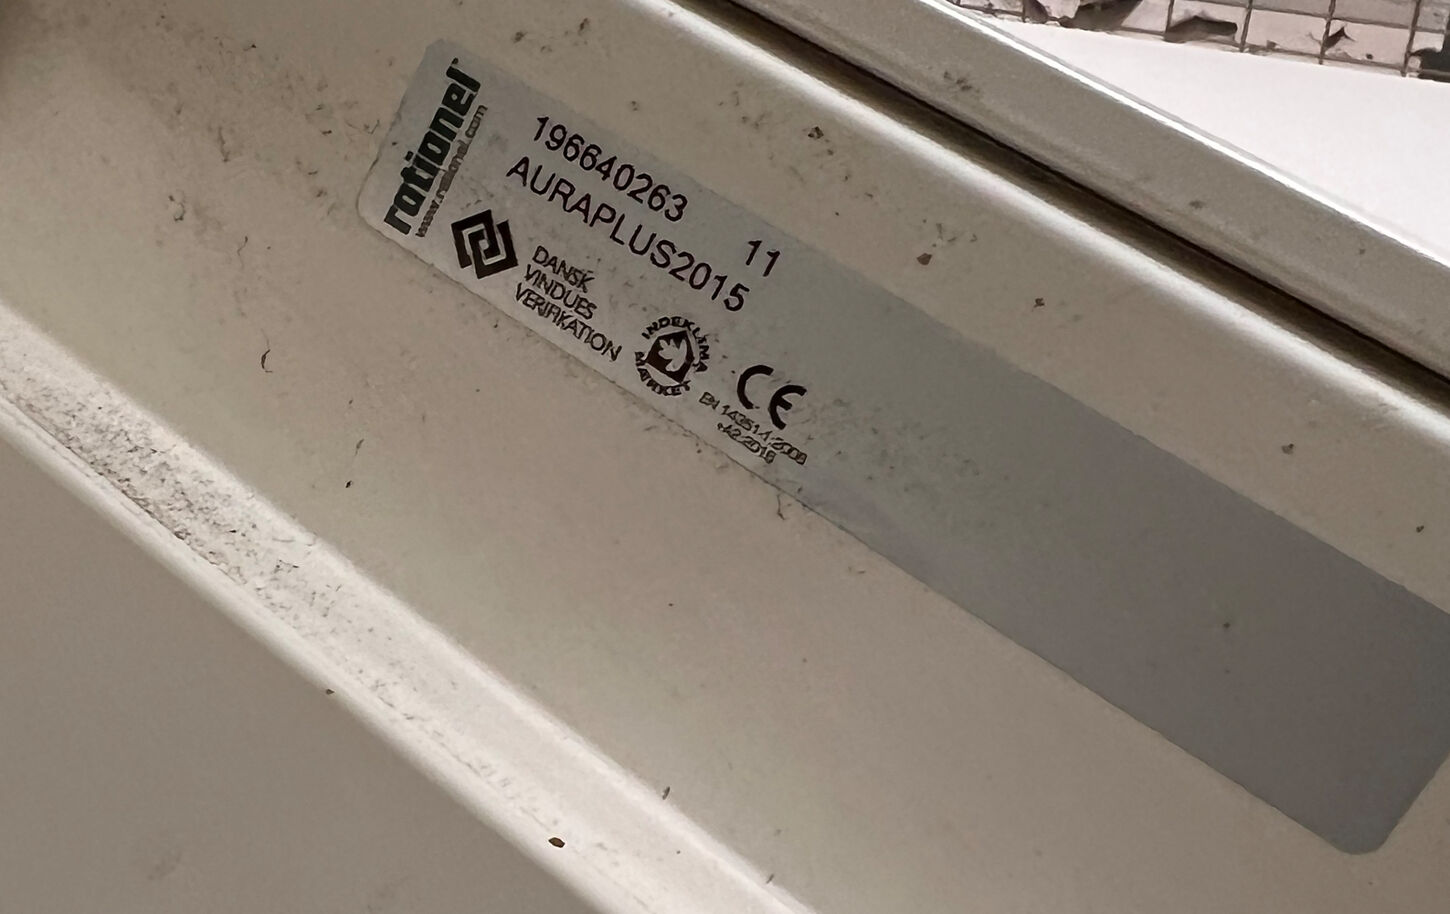 rationel
www.rationel.com
196640263 11
AURAPLUS2015
DANSK
VINDUES
VERIFIKATION
INDEKLIMA
MÆRKET
CE
EN 14351-1:2006
+A2:2016